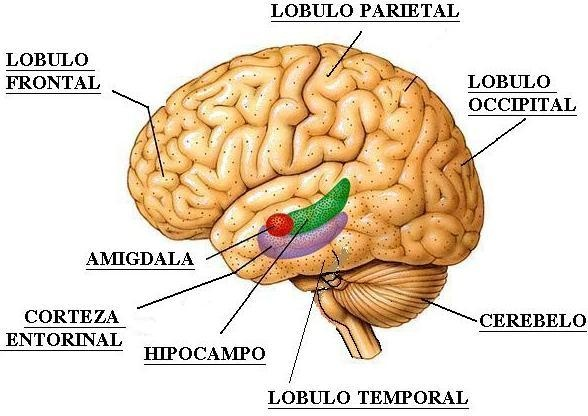 LOBULO PARIETAL
LOBULO
FRONTAL
LOBULO
OCCIPITAL
AMIGDALA
CORTEZA
ENTORINAL
HIPOCAMPO
CEREBELO
LOBULO TEMPORAL